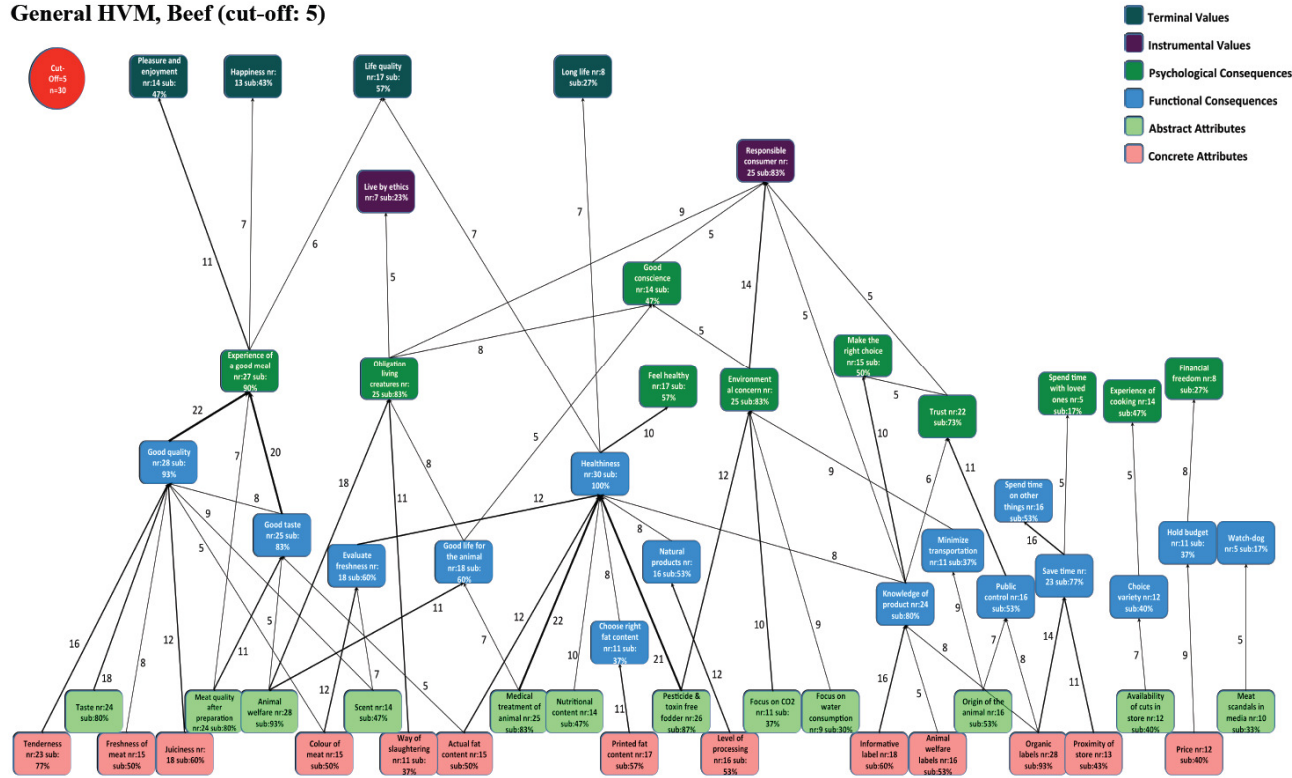 General HVM, Beef (cut-off: 5)
Terminal Values
Instrumental Values
Psychological Consequences
Functional Consequences
Abstract Attributes
Concrete Attributes
Cut-
Off=5
n=30
Pleasure and
enjoyment
nr:14 sub:
47%
Happiness nr:
13 sub:43%
Life quality
nr:17 sub:
57%
Long life nr:8
sub:27%
Responsible
consumer nr:
25 sub:83%
Live by ethics
nr:7 sub:23%
9
5
7
6
7
7
11
5
14
5
5
Good
conscience
nr:14 sub:
47%
8
5
5
Experience of
a good meal
nr:27 sub:
90%
Obligation
living
creatures nr:
25 sub:83%
Feel healthy
nr:17 sub:
57%
Environment
al concern nr:
25 sub:83%
Make the
right choice
nr:15 sub:
50%
Trust nr:22
sub:73%
Spend time
with loved
ones nr:5
sub:17%
Experience of
cooking nr:14
sub:47%
Financial
freedom nr:8
sub:27%
22
7
20
18
11
8
5
10
12
9
10
6
11
5
5
8
Good quality
nr:28 sub:
93%
Healthiness
nr:30 sub:
100%
Spend time
on other
things nr:16
sub:53%
8
9
5
12
8
8
16
Good taste
nr:25 sub:
83%
Evaluate
freshness nr:
18 sub:60%
Good life for
the animal
nr:18 sub:
60%
Natural
products nr:
16 sub:53%
Minimize
transportation
nr:11 sub:37%
Hold budget
nr:11 sub:
37%
Watch-dog
nr:5 sub:17%
Knowledge of
product nr:24
sub:80%
Public
control nr:16
sub:53%
Save time nr:
23 sub:77%
Choice
variety nr:12
sub:40%
Choose right
fat content
nr:11 sub:
37%
16
18
8
12
11
5
12
7
5
11
7
12
22
10
8
21
11
12
10
9
16
5
8
9
7
8
14
11
7
9
5
Taste nr:24
sub:80%
Meat quality
after
preparation
nr:24 sub:80%
Animal
welfare nr:28
sub:93%
Scent nr:14
sub:47%
Medical
treatment of
animal nr:25
sub:83%
Nutritional
content nr:14
sub:47%
Pesticide &
toxin free
fodder nr:26
sub:87%
Focus on CO2
nr:11 sub:
37%
Focus on
water
consumption
nr:9 sub:30%
Origin of the
animal nr:16
sub:53%
Availability
of cuts in
store nr:12
sub:40%
Meat
scandals in
media nr:10
sub:33%
Tenderness
nr:23 sub:
77%
Freshness of
meat nr:15
sub:50%
Juiciness nr:
18 sub:60%
Colour of
meat nr:15
sub:50%
Way of
slaughtering
nr:11 sub:
37%
Actual fat
content nr:15
sub:50%
Printed fat
content nr:17
sub:57%
Level of
processing
nr:16 sub:
53%
Informative
label nr:18
sub:60%
Animal
welfare
labels nr:16
sub:53%
Organic
labels nr:28
sub:93%
Proximity of
store nr:13
sub:43%
Price nr:12
sub:40%